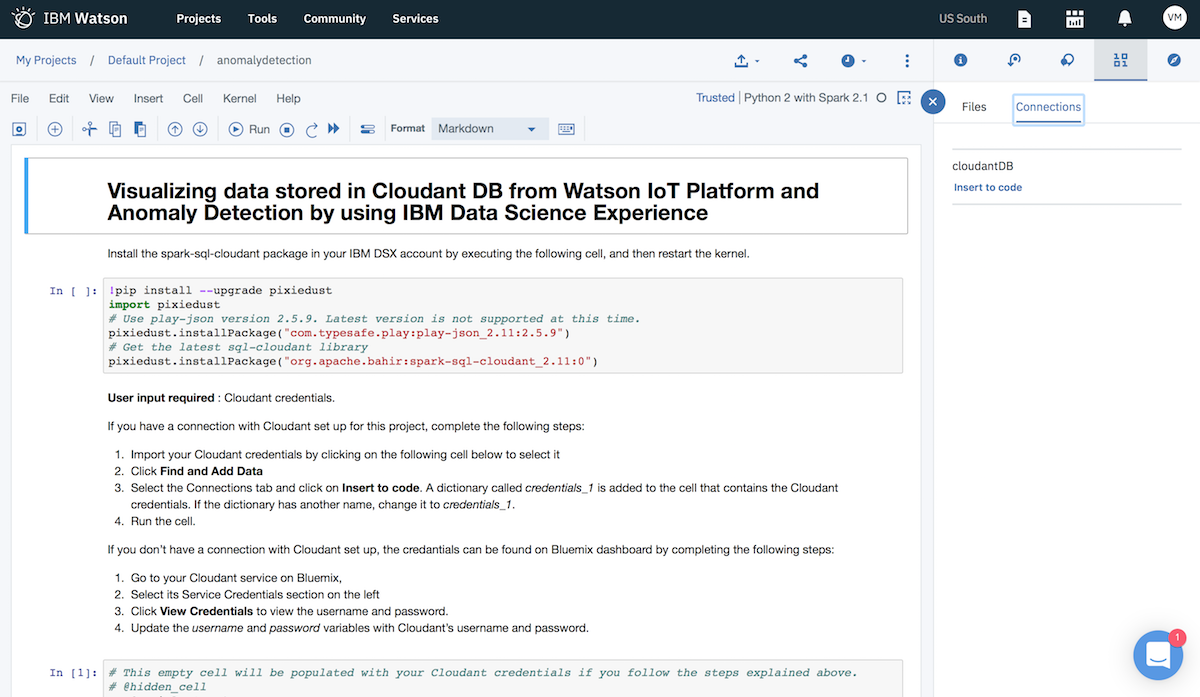 IBM Watson Projects Tools Community Services US South VM
My Projects / Default Project / anomalydetection
File Edit View Insert Cell Kernel Help Trusted | Python 2 with Spark 2.1
Files Connections
Run Format Markdown
cloudantDB
Insert to code
Visualizing data stored in Cloudant DB from Watson IoT Platform and
Anomaly Detection by using IBM Data Science Experience
Install the spark-sql-cloudant package in your IBM DSX account by executing the following cell, and then restart the kernel.
In [ ]: !pip install --upgrade pixiedust
import pixiedust
# Use play-json version 2.5.9. Latest version is not supported at this time.
pixiedust.installPackage("com.typesafe.play:play-json_2.11:2.5.9")
# Get the latest sql-cloudant library
pixiedust.installPackage("org.apache.bahir:spark-sql-cloudant_2.11:0")
User input required : Cloudant credentials.
If you have a connection with Cloudant set up for this project, complete the following steps:
1. Import your Cloudant credentials by clicking on the following cell below to select it
2. Click Find and Add Data
3. Select the Connections tab and click on Insert to code. A dictionary called credentials_1 is added to the cell that contains the Cloudant
credentials. If the dictionary has another name, change it to credentials_1.
4. Run the cell.
If you don't have a connection with Cloudant set up, the credantials can be found on Bluemix dashboard by completing the following steps:
1. Go to your Cloudant service on Bluemix,
2. Select its Service Credentials section on the left
3. Click View Credentials to view the username and password.
4. Update the username and password variables with Cloudant's username and password.
1
In [1]: # This empty cell will be populated with your Cloudant credentials if you follow the steps explained above.
# @hidden_cell